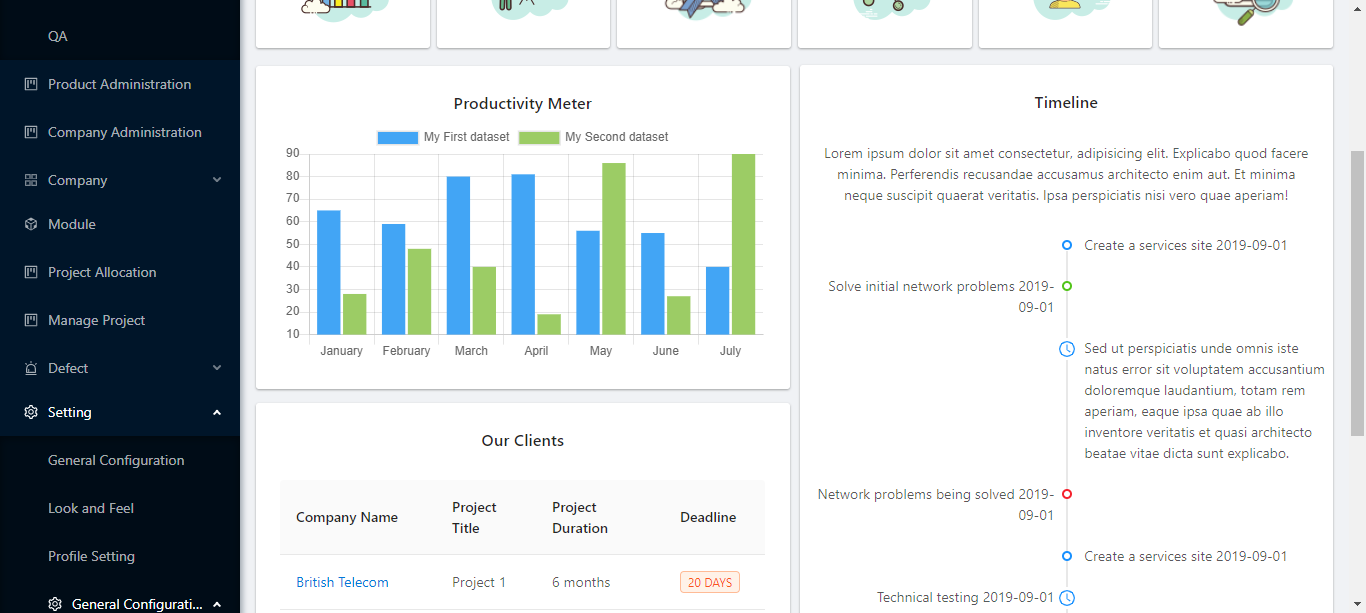 QA
Product Administration
Company Administration
Company
Module
Project Allocation
Manage Project
Defect
Setting
General Configuration
Look and Feel
Profile Setting
General Configurati...
Productivity Meter
My First dataset My Second dataset
90
80
70
60
50
40
30
20
10
January February March April May June July
Our Clients
Company Name Project Title Project Duration Deadline
British Telecom Project 1 6 months 20 DAYS
Timeline
Lorem ipsum dolor sit amet consectetur, adipisicing elit. Explicabo quod facere
minima. Perferendis recusandae accusamus architecto enim aut. Et minima
neque suscipit quaerat veritatis. Ipsa perspiciatis nisi vero quae aperiam!
Create a services site 2019-09-01
Solve initial network problems 2019-
09-01
Sed ut perspiciatis unde omnis iste
natus error sit voluptatem accusantium
doloremque laudantium, totam rem
aperiam, eaque ipsa quae ab illo
inventore veritatis et quasi architecto
beatae vitae dicta sunt explicabo.
Network problems being solved 2019-
09-01
Create a services site 2019-09-01
Technical testing 2019-09-01